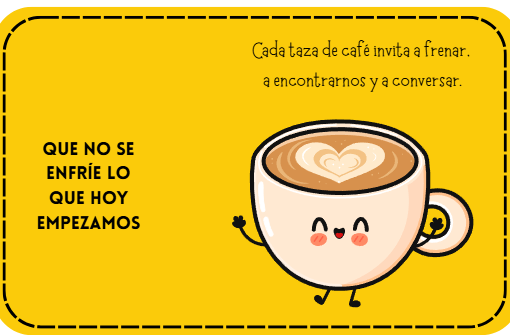 Cada taza de café invita a frenar,
a encontrarnos y a conversar.
QUE NO SE
ENFRÍE LO
QUE HOY
EMPEZAMOS